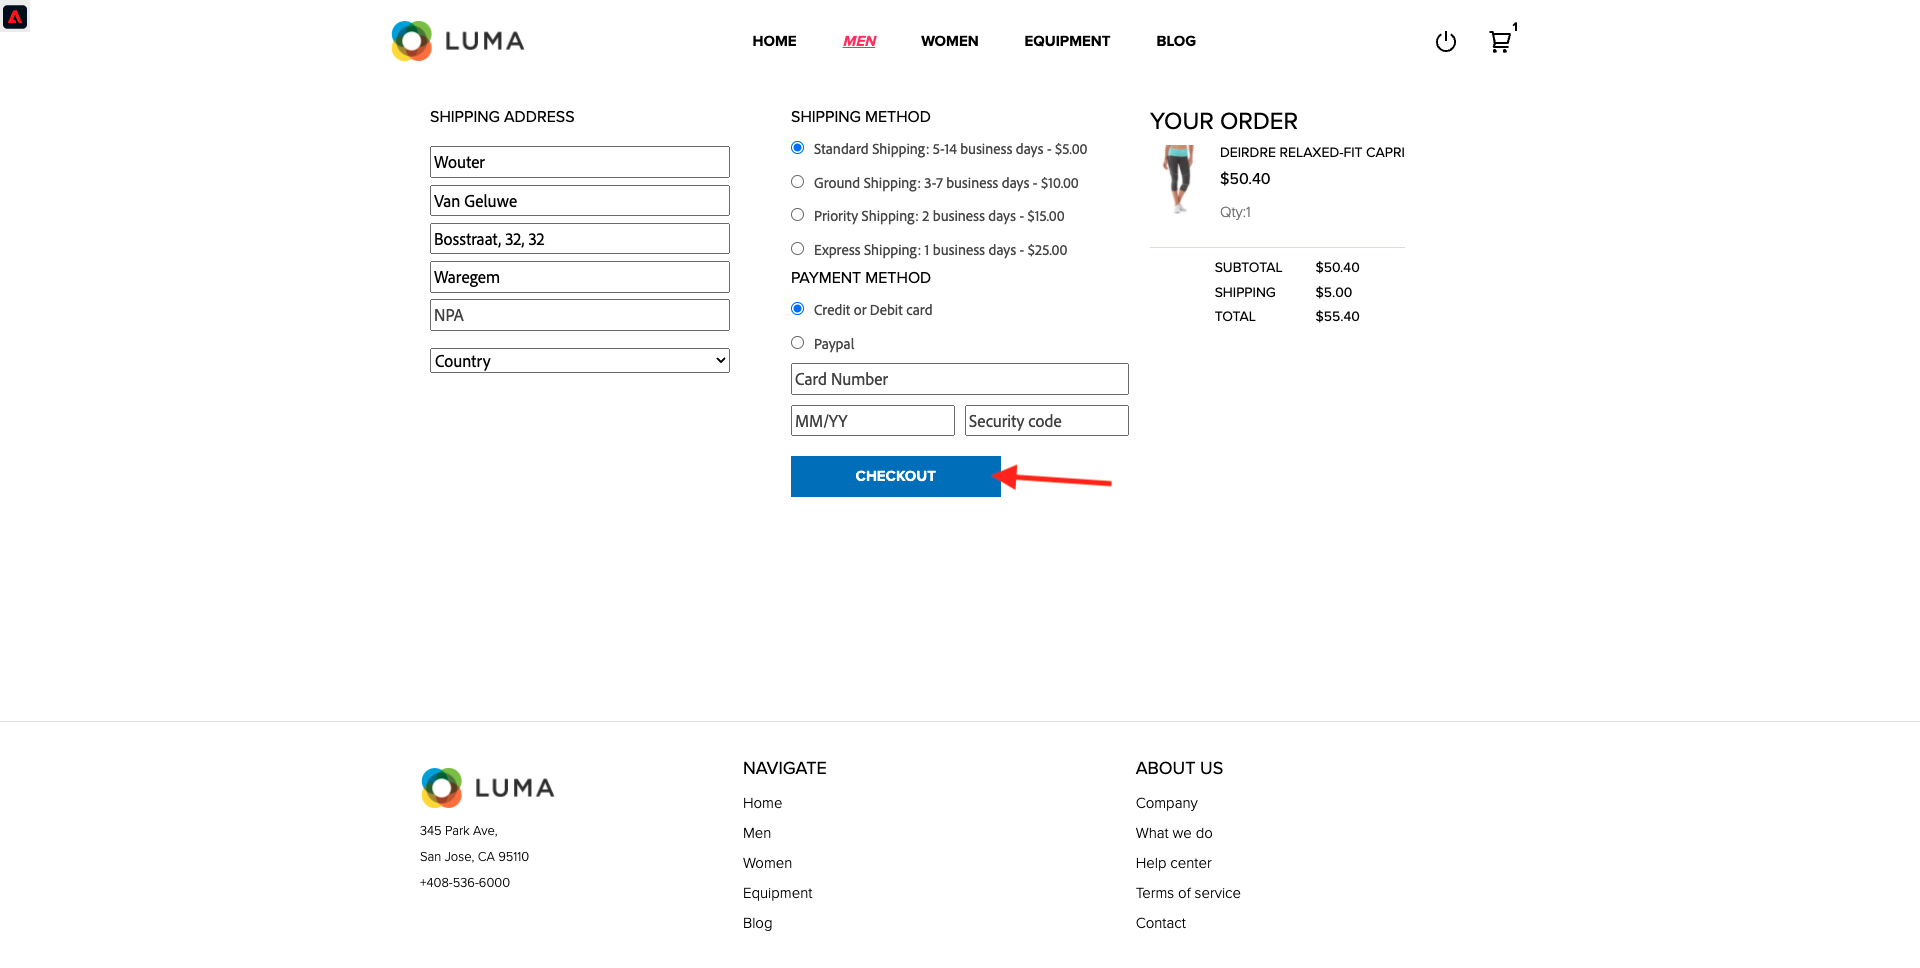 LUMA
HOME MEN WOMEN EQUIPMENT BLOG
1
SHIPPING ADDRESS
Wouter
Van Geluwe
Bosstraat, 32, 32
Waregem
NPA
Country
SHIPPING METHOD
Standard Shipping: 5-14 business days - $5.00
Ground Shipping: 3-7 business days - $10.00
Priority Shipping: 2 business days - $15.00
Express Shipping: 1 business days - $25.00
PAYMENT METHOD
Credit or Debit card
Paypal
Card Number
MM/YY Security code
CHECKOUT
YOUR ORDER
DEIRDRE RELAXED-FIT CAPRI
$50.40
Qty:1
SUBTOTAL $50.40
SHIPPING $5.00
TOTAL $55.40
LUMA
345 Park Ave,
San Jose, CA 95110
+408-536-6000
NAVIGATE
Home
Men
Women
Equipment
Blog
ABOUT US
Company
What we do
Help center
Terms of service
Contact